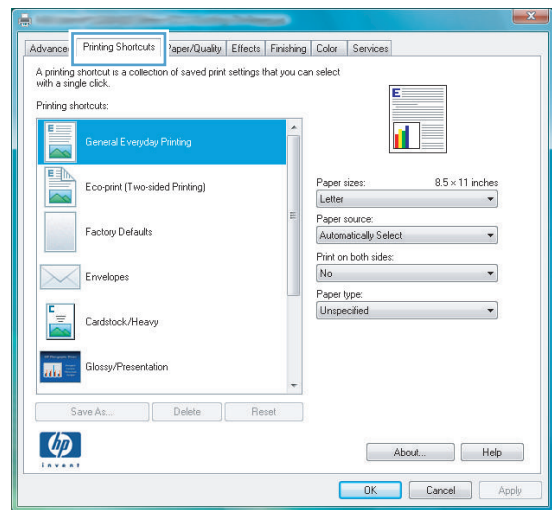 Advance Printing Shortcuts Paper/Quality Effects Finishing Color Services
A printing shortcut is a collection of saved print settings that you can select
with a single click.
Printing shortcuts:
General Everyday Printing
Eco-print (Two-sided Printing)
Factory Defaults
Envelopes
Cardstock/Heavy
Glossy/Presentation
Save As... Delete Reset
E
Paper sizes: 8.5 × 11 inches
Letter
Paper source:
Automatically Select
Print on both sides:
No
Paper type:
Unspecified
hp
invent
About... Help
OK Cancel Apply